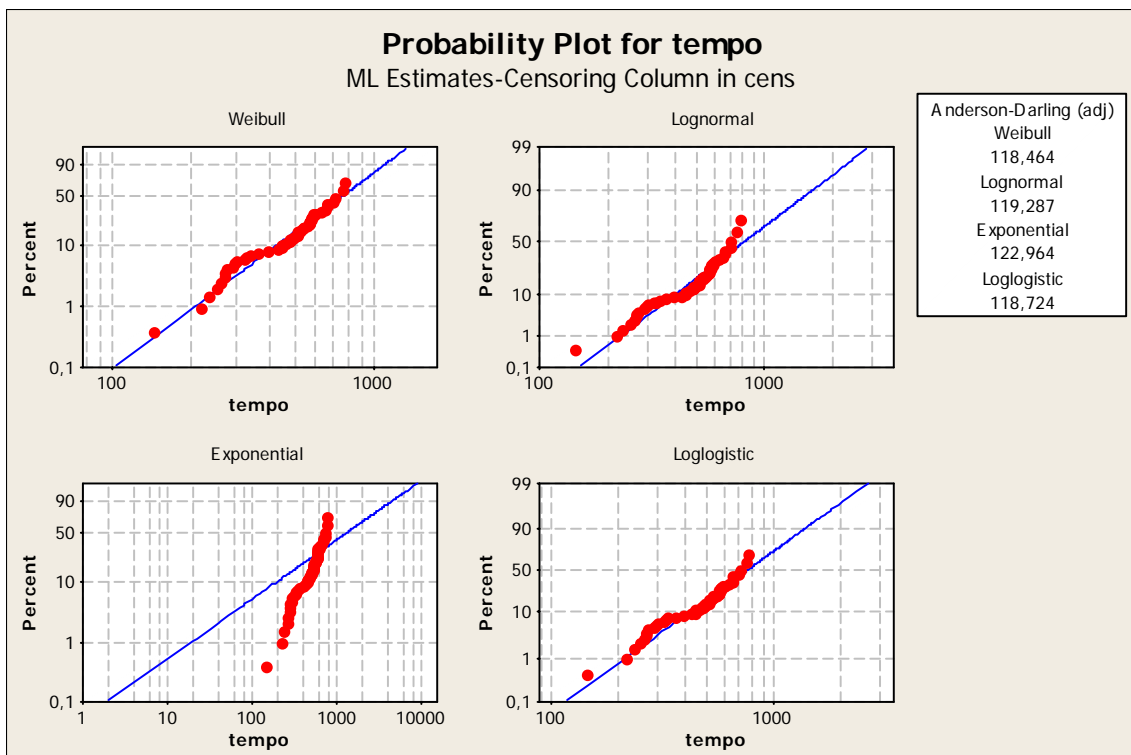 Probability Plot for tempo
ML Estimates-Censoring Column in cens
Weibull
Percent
90
50
10
1
0,1
100
1000
tempo
Lognormal
Percent
99
90
50
10
1
0,1
100
1000
tempo
Anderson-Darling (adj)
Weibull
118,464
Lognormal
119,287
Exponential
122,964
Loglogistic
118,724
Exponential
Percent
90
50
10
1
0,1
1
10
100
1000
10000
tempo
Loglogistic
Percent
99
90
50
10
1
0,1
100
1000
tempo